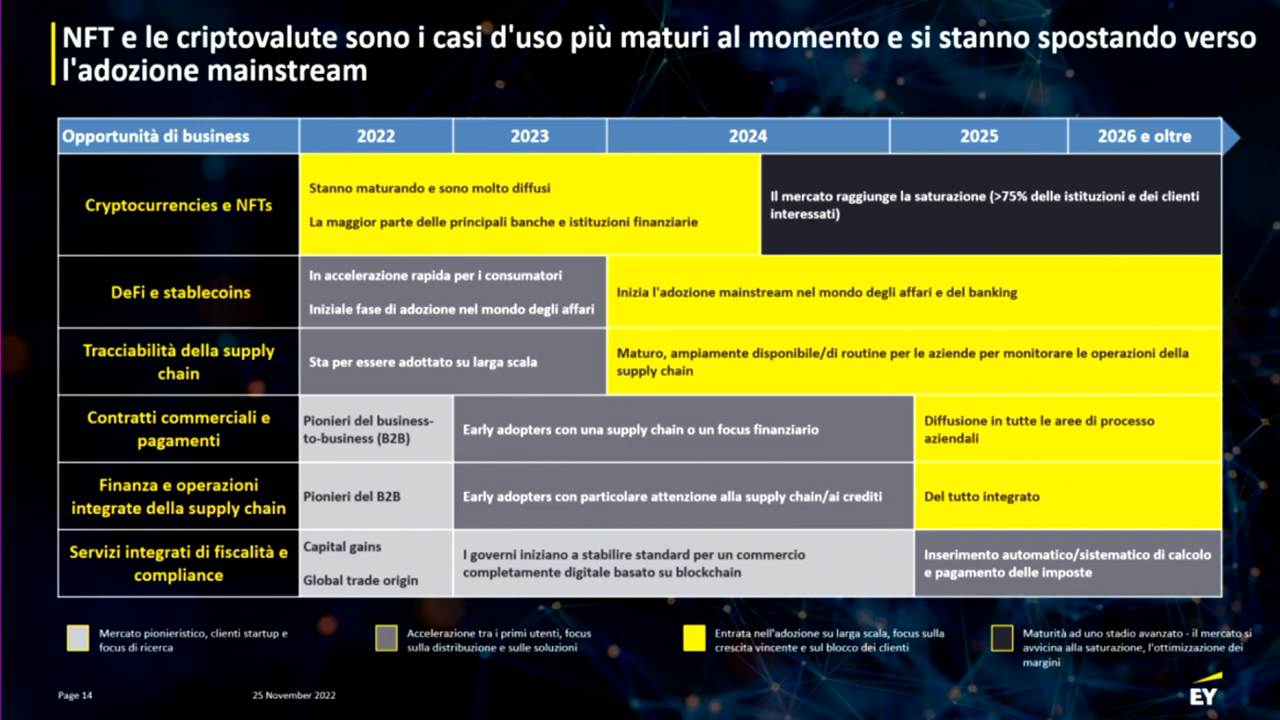 NFT e le criptovalute sono i casi d'uso più maturi al momento e si stanno spostando verso
l'adozione mainstream
Opportunità di business
2022
2023
2024
2025
2026 e oltre
Cryptocurrencies e NFTs
Stanno maturando e sono molto diffusi
La maggior parte delle principali banche e istituzioni finanziarie
Il mercato raggiunge la saturazione (>75% delle istituzioni e dei clienti
interessati)
DeFi e stablecoins
In accelerazione rapida per i consumatori
Iniziale fase di adozione nel mondo degli affari
Inizia l'adozione mainstream nel mondo degli affari e del banking
Tracciabilità della supply
chain
Sta per essere adottato su larga scala
Maturo, ampiamente disponibile/di routine per le aziende per monitorare le operazioni della
supply chain
Contratti commerciali e
pagamenti
Pionieri del business-
to-business (B2B)
Early adopters con una supply chain o un focus finanziario
Diffusione in tutte le aree di processo
aziendali
Finanza e operazioni
integrate della supply chain
Pionieri del B2B
Early adopters con particolare attenzione alla supply chain/ai crediti
Del tutto integrato
Servizi integrati di fiscalità e
compliance
Capital gains
Global trade origin
I governi iniziano a stabilire standard per un commercio
completamente digitale basato su blockchain
Inserimento automatico/sistematico di calcolo
e pagamento delle imposte
Mercato pionieristico, clienti startup e
focus di ricerca
Accelerazione tra i primi utenti, focus
sulla distribuzione e sulle soluzioni
Entrata nell'adozione su larga scala, focus sulla
crescita vincente e sul blocco dei clienti
Maturità ad uno stadio avanzato - il mercato si
avvicina alla saturazione, l'ottimizzazione dei
margini
Page 14
25 November 2022
EY